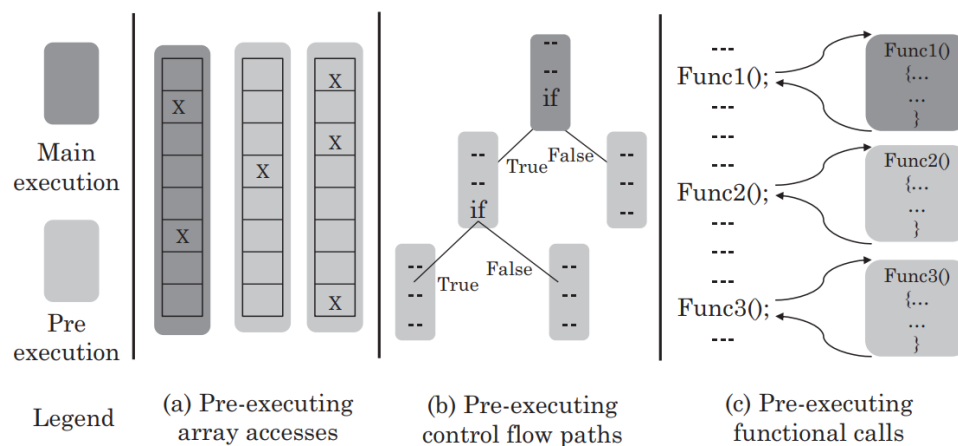 Main
execution
Pre
execution
Legend
X
X
X
X
X
X
(a) Pre-executing
array accesses
--
--
if
True
False
--
--
if
--
--
--
True
False
--
--
--
--
--
--
(b) Pre-executing
control flow paths
---
Func1();
---
---
Func2();
---
---
Func3();
---
Func1()
{...
...
}
Func2()
{...
...
}
Func3()
{...
...
}
(c) Pre-executing
functional calls